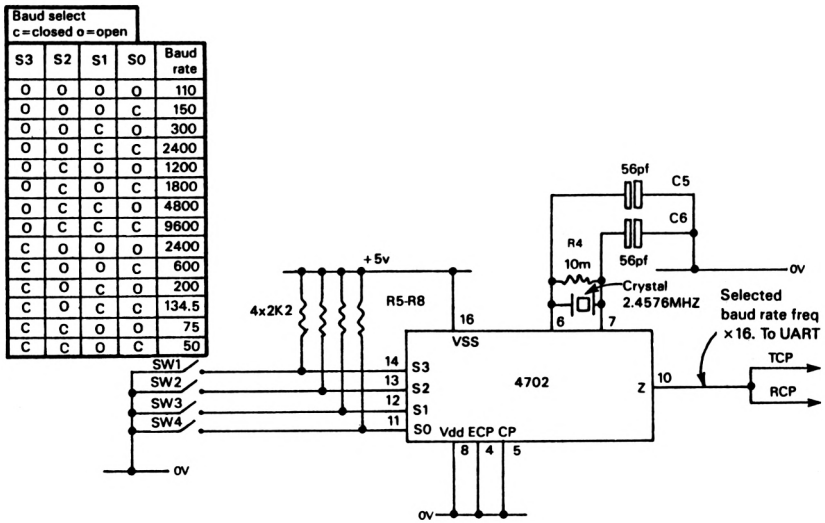 Baud select
c=closed o=open
S3 S2 S1 S0 Baud rate
O O O O 110
O O O C 150
O O C O 300
O O C C 2400
O C O O 1200
O C O C 1800
O C C O 4800
O C C C 9600
C O O O 2400
C O O C 600
C O C O 200
C O C C 134.5
C C O O 75
C C O C 50
56pf C5
C6
56pf
R4
10m
0V
Crystal
2.4576MHZ
Selected
baud rate freq
×16. To UART
+5v
4x2K2
R5-R8
16
VSS
6
7
SW1
14
S3
SW2
13
S2
SW3
12
S1
SW4
11
S0
4702
Z
10
TCP
RCP
Vdd ECP CP
8 4 5
0V
0V